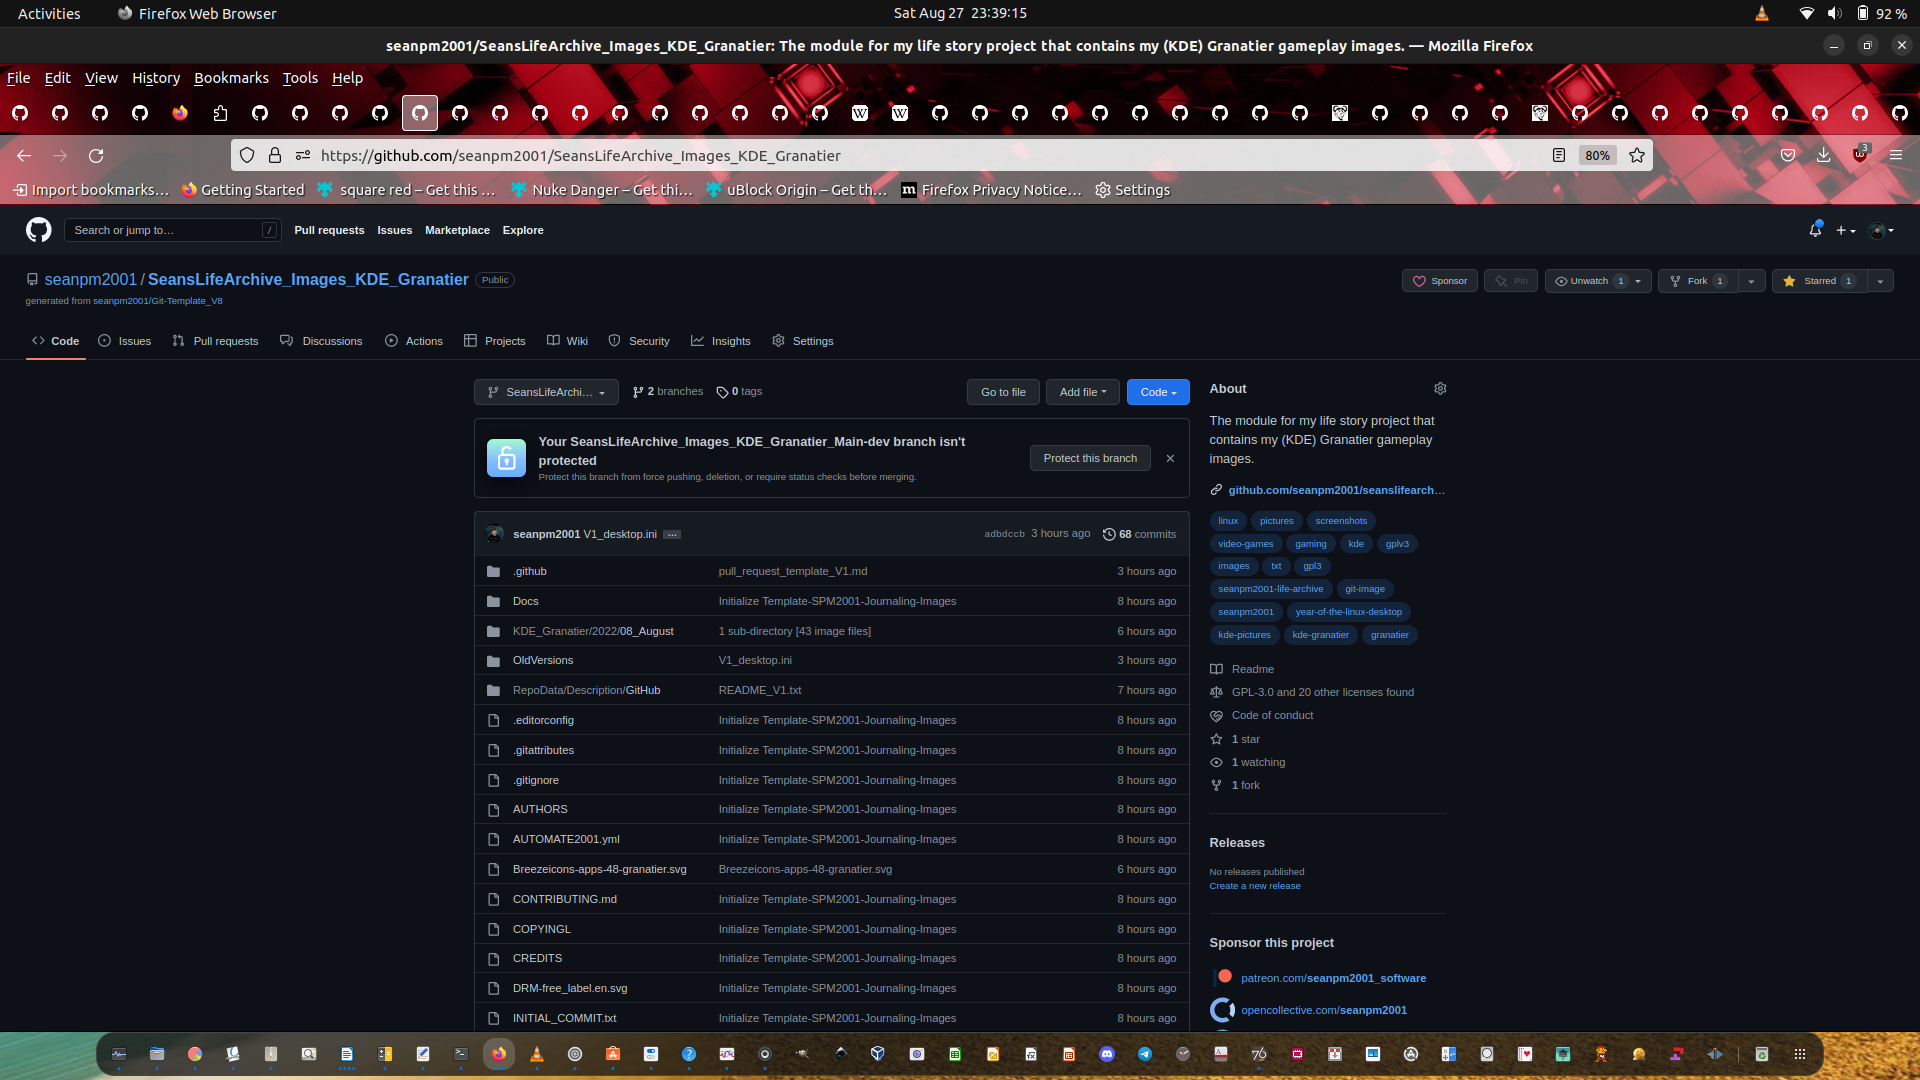 Activities Firefox Web Browser Sat Aug 27 23:39:15 92 %
seanpm2001/SeansLifeArchive_Images_KDE_Granatier: The module for my life story project that contains my (KDE) Granatier gameplay images. — Mozilla Firefox
File Edit View History Bookmarks Tools Help
https://github.com/seanpm2001/SeansLifeArchive_Images_KDE_Granatier 80% 3
Import bookmarks… Getting Started square red – Get this … Nuke Danger – Get thi… uBlock Origin – Get th… Firefox Privacy Notice… Settings
Search or jump to… / Pull requests Issues Marketplace Explore
seanpm2001 / SeansLifeArchive_Images_KDE_Granatier Public Sponsor Pin Unwatch 1 Fork 1 Starred 1
generated from seanpm2001/Git-Template_V8
Code Issues Pull requests Discussions Actions Projects Wiki Security Insights Settings
SeansLifeArchi… 2 branches 0 tags Go to file Add file Code
Your SeansLifeArchive_Images_KDE_Granatier_Main-dev branch isn't
protected
Protect this branch from force pushing, deletion, or require status checks before merging.
Protect this branch
seanpm2001 V1_desktop.ini … adbdccb 3 hours ago 68 commits
.github pull_request_template_V1.md 3 hours ago
Docs Initialize Template-SPM2001-Journaling-Images 8 hours ago
KDE_Granatier/2022/08_August 1 sub-directory [43 image files] 6 hours ago
OldVersions V1_desktop.ini 3 hours ago
RepoData/Description/GitHub README_V1.txt 7 hours ago
.editorconfig Initialize Template-SPM2001-Journaling-Images 8 hours ago
.gitattributes Initialize Template-SPM2001-Journaling-Images 8 hours ago
.gitignore Initialize Template-SPM2001-Journaling-Images 8 hours ago
AUTHORS Initialize Template-SPM2001-Journaling-Images 8 hours ago
AUTOMATE2001.yml Initialize Template-SPM2001-Journaling-Images 8 hours ago
Breezeicons-apps-48-granatier.svg Breezeicons-apps-48-granatier.svg 6 hours ago
CONTRIBUTING.md Initialize Template-SPM2001-Journaling-Images 8 hours ago
COPYINGL Initialize Template-SPM2001-Journaling-Images 8 hours ago
CREDITS Initialize Template-SPM2001-Journaling-Images 8 hours ago
DRM-free_label.en.svg Initialize Template-SPM2001-Journaling-Images 8 hours ago
INITIAL_COMMIT.txt Initialize Template-SPM2001-Journaling-Images 8 hours ago
About
The module for my life story project that
contains my (KDE) Granatier gameplay
images.
github.com/seanpm2001/seanslifearch…
linux pictures screenshots
video-games gaming kde gplv3
images txt gpl3
seanpm2001-life-archive git-image
seanpm2001 year-of-the-linux-desktop
kde-pictures kde-granatier granatier
Readme
GPL-3.0 and 20 other licenses found
Code of conduct
1 star
1 watching
1 fork
Releases
No releases published
Create a new release
Sponsor this project
patreon.com/seanpm2001_software
opencollective.com/seanpm2001